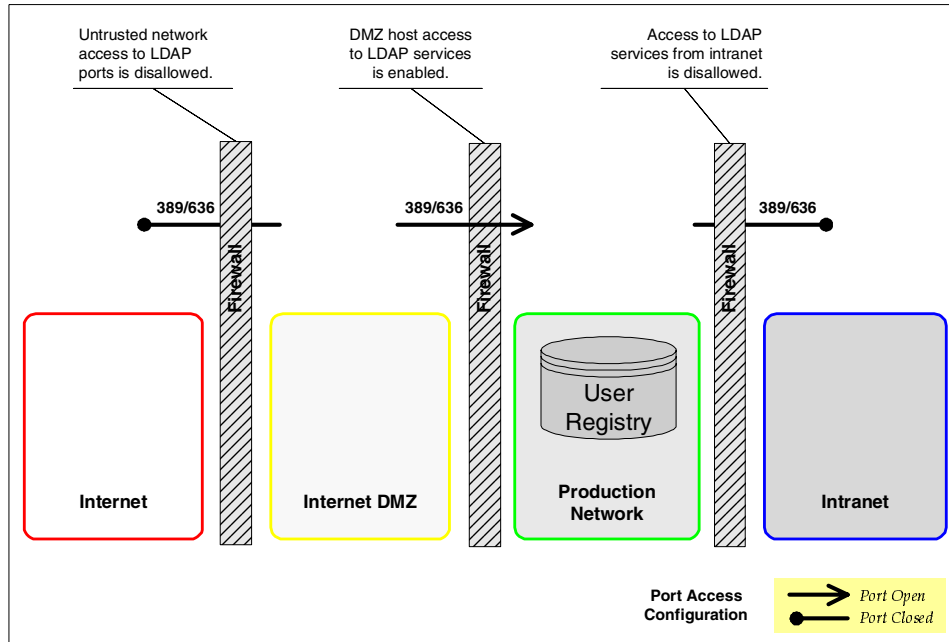 Untrusted network
access to LDAP
ports is disallowed.
DMZ host access
to LDAP services
is enabled.
Access to LDAP
services from intranet
is disallowed.
389/636
389/636
389/636
Firewall
Firewall
Firewall
User
Registry
Internet
Internet DMZ
Production
Network
Intranet
Port Access
Configuration
Port Open
Port Closed